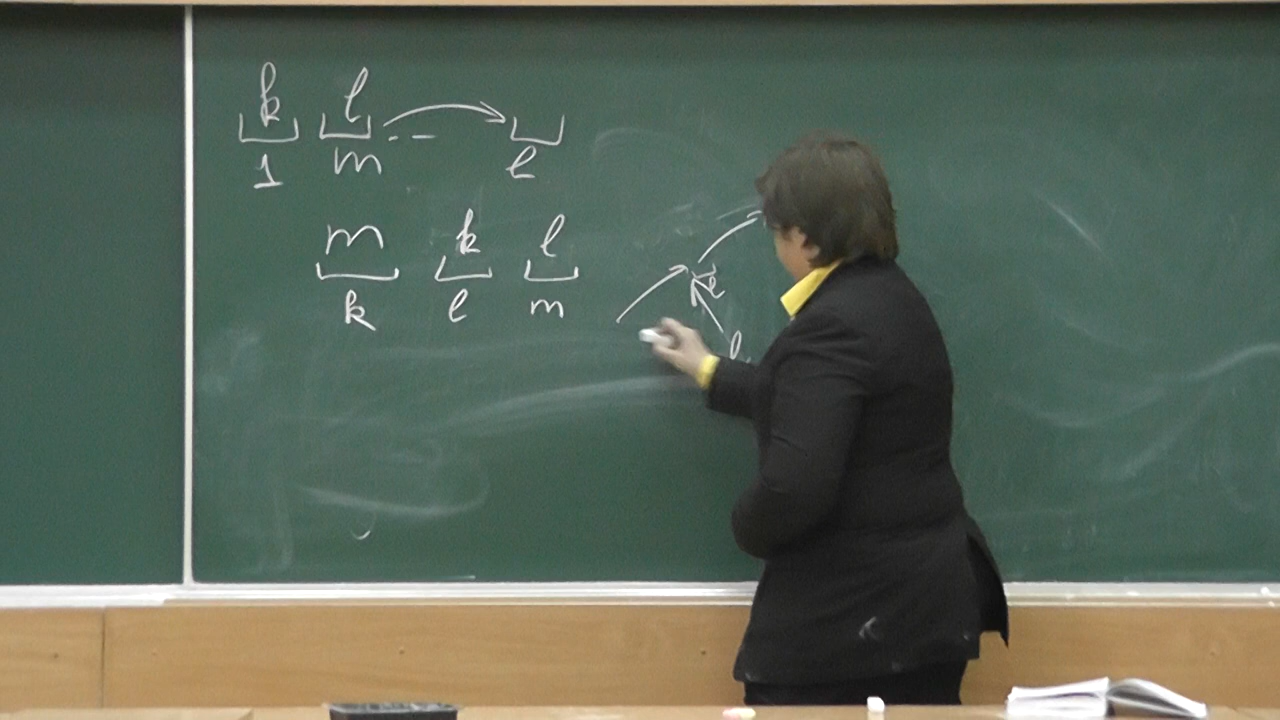 k l
1 m -- e
m k l
k e m
e
l